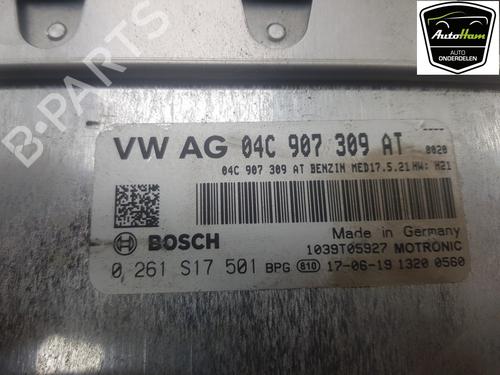 AutoHam
AUTO
ONDERDELEN
B-PARTS
VW AG 04C 907 309 AT 0020
04C 907 309 AT BENZIN MED17.5.21 HW: H21
BOSCH
Made in Germany
1039T05927 MOTRONIC
0 261 S17 501 BPG 810 17-06-19 1320 0560